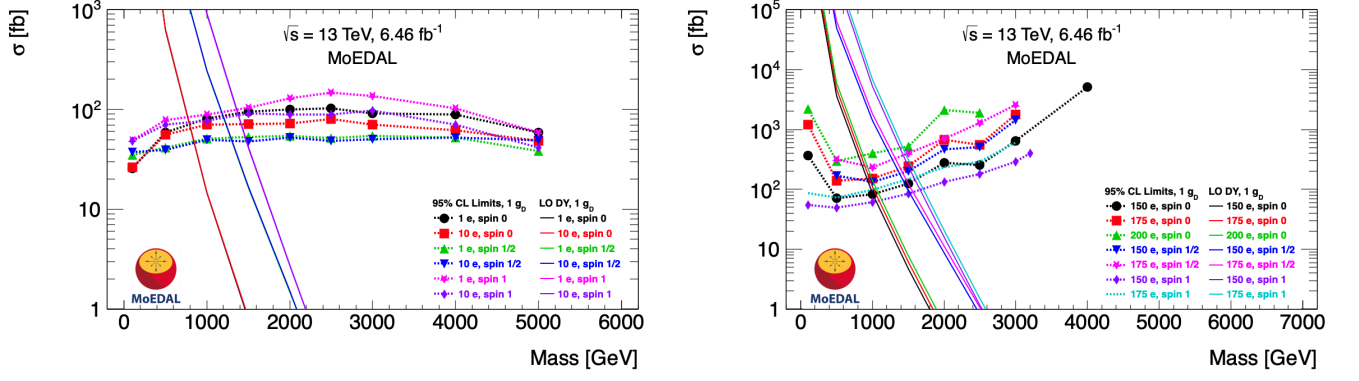 σ [fb]
10³
10²
10
1
√s = 13 TeV, 6.46 fb⁻¹
MoEDAL
95% CL Limits, 1 g_D LO DY, 1 g_D
1 e, spin 0 1 e, spin 0
10 e, spin 0 10 e, spin 0
1 e, spin 1/2 1 e, spin 1/2
10 e, spin 1/2 10 e, spin 1/2
1 e, spin 1 1 e, spin 1
10 e, spin 1 10 e, spin 1
MoEDAL
0 1000 2000 3000 4000 5000 6000
Mass [GeV]
σ [fb]
10⁵
10⁴
10³
10²
10
1
√s = 13 TeV, 6.46 fb⁻¹
MoEDAL
95% CL Limits, 1 g_D LO DY, 1 g_D
150 e, spin 0 150 e, spin 0
175 e, spin 0 175 e, spin 0
200 e, spin 0 200 e, spin 0
150 e, spin 1/2 150 e, spin 1/2
175 e, spin 1/2 175 e, spin 1/2
150 e, spin 1 150 e, spin 1
175 e, spin 1 175 e, spin 1
MoEDAL
0 1000 2000 3000 4000 5000 6000 7000
Mass [GeV]